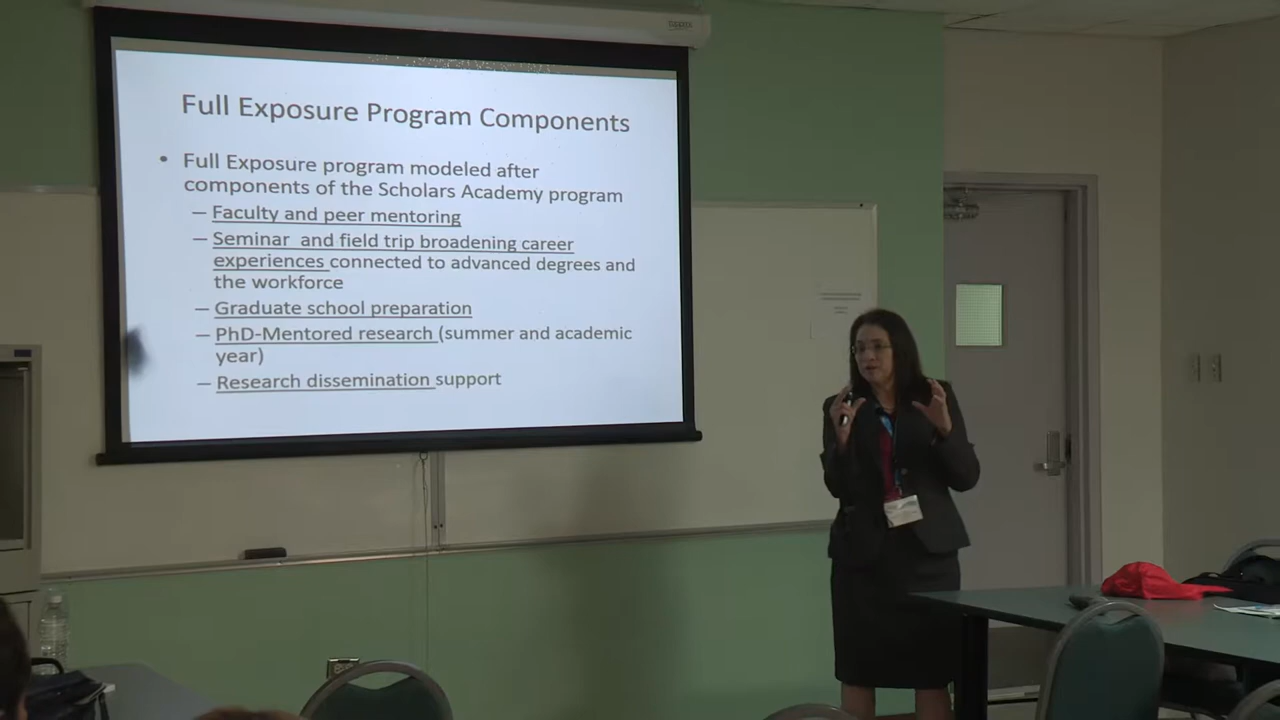 Full Exposure Program Components
• Full Exposure program modeled after
components of the Scholars Academy program
– Faculty and peer mentoring
– Seminar and field trip broadening career
experiences connected to advanced degrees and
the workforce
– Graduate school preparation
– PhD-Mentored research (summer and academic
year)
– Research dissemination support